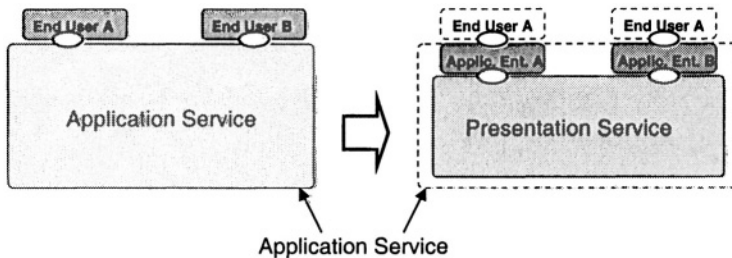 End User A
End User B
Application Service
End User A
End User A
Applic. Ent. A
Applic. Ent. B
Presentation Service
Application Service